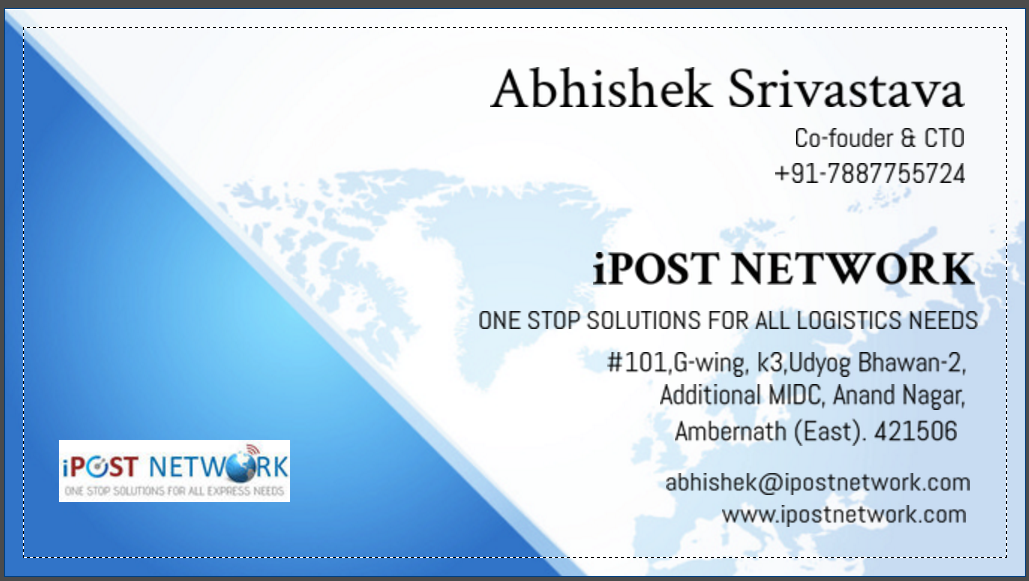 Abhishek Srivastava
Co-fouder & CTO
+91-7887755724
iPOST NETWORK
ONE STOP SOLUTIONS FOR ALL LOGISTICS NEEDS
#101,G-wing, k3,Udyog Bhawan-2,
Additional MIDC, Anand Nagar,
Ambernath (East). 421506
abhishek@ipostnetwork.com
www.ipostnetwork.com
iPOST NETWORK
ONE STOP SOLUTIONS FOR ALL EXPRESS NEEDS